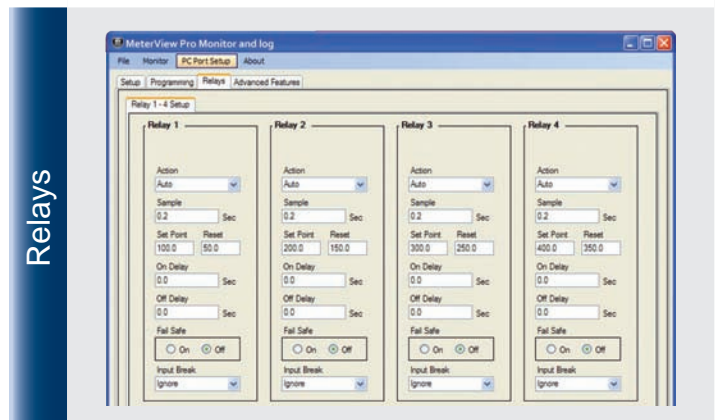 Relays
MeterView Pro Monitor and log
File Monitor PC Port Setup About
Setup Programming Relays Advanced Features
Relay 1 - 4 Setup
Relay 1
Action
Auto
Sample
0.2 Sec
Set Point Reset
100.0 50.0
On Delay
0.0 Sec
Off Delay
0.0 Sec
Fail Safe
On Off
Input Break
Ignore
Relay 2
Action
Auto
Sample
0.2 Sec
Set Point Reset
200.0 150.0
On Delay
0.0 Sec
Off Delay
0.0 Sec
Fail Safe
On Off
Input Break
Ignore
Relay 3
Action
Auto
Sample
0.2 Sec
Set Point Reset
300.0 250.0
On Delay
0.0 Sec
Off Delay
0.0 Sec
Fail Safe
On Off
Input Break
Ignore
Relay 4
Action
Auto
Sample
0.2 Sec
Set Point Reset
400.0 350.0
On Delay
0.0 Sec
Off Delay
0.0 Sec
Fail Safe
On Off
Input Break
Ignore